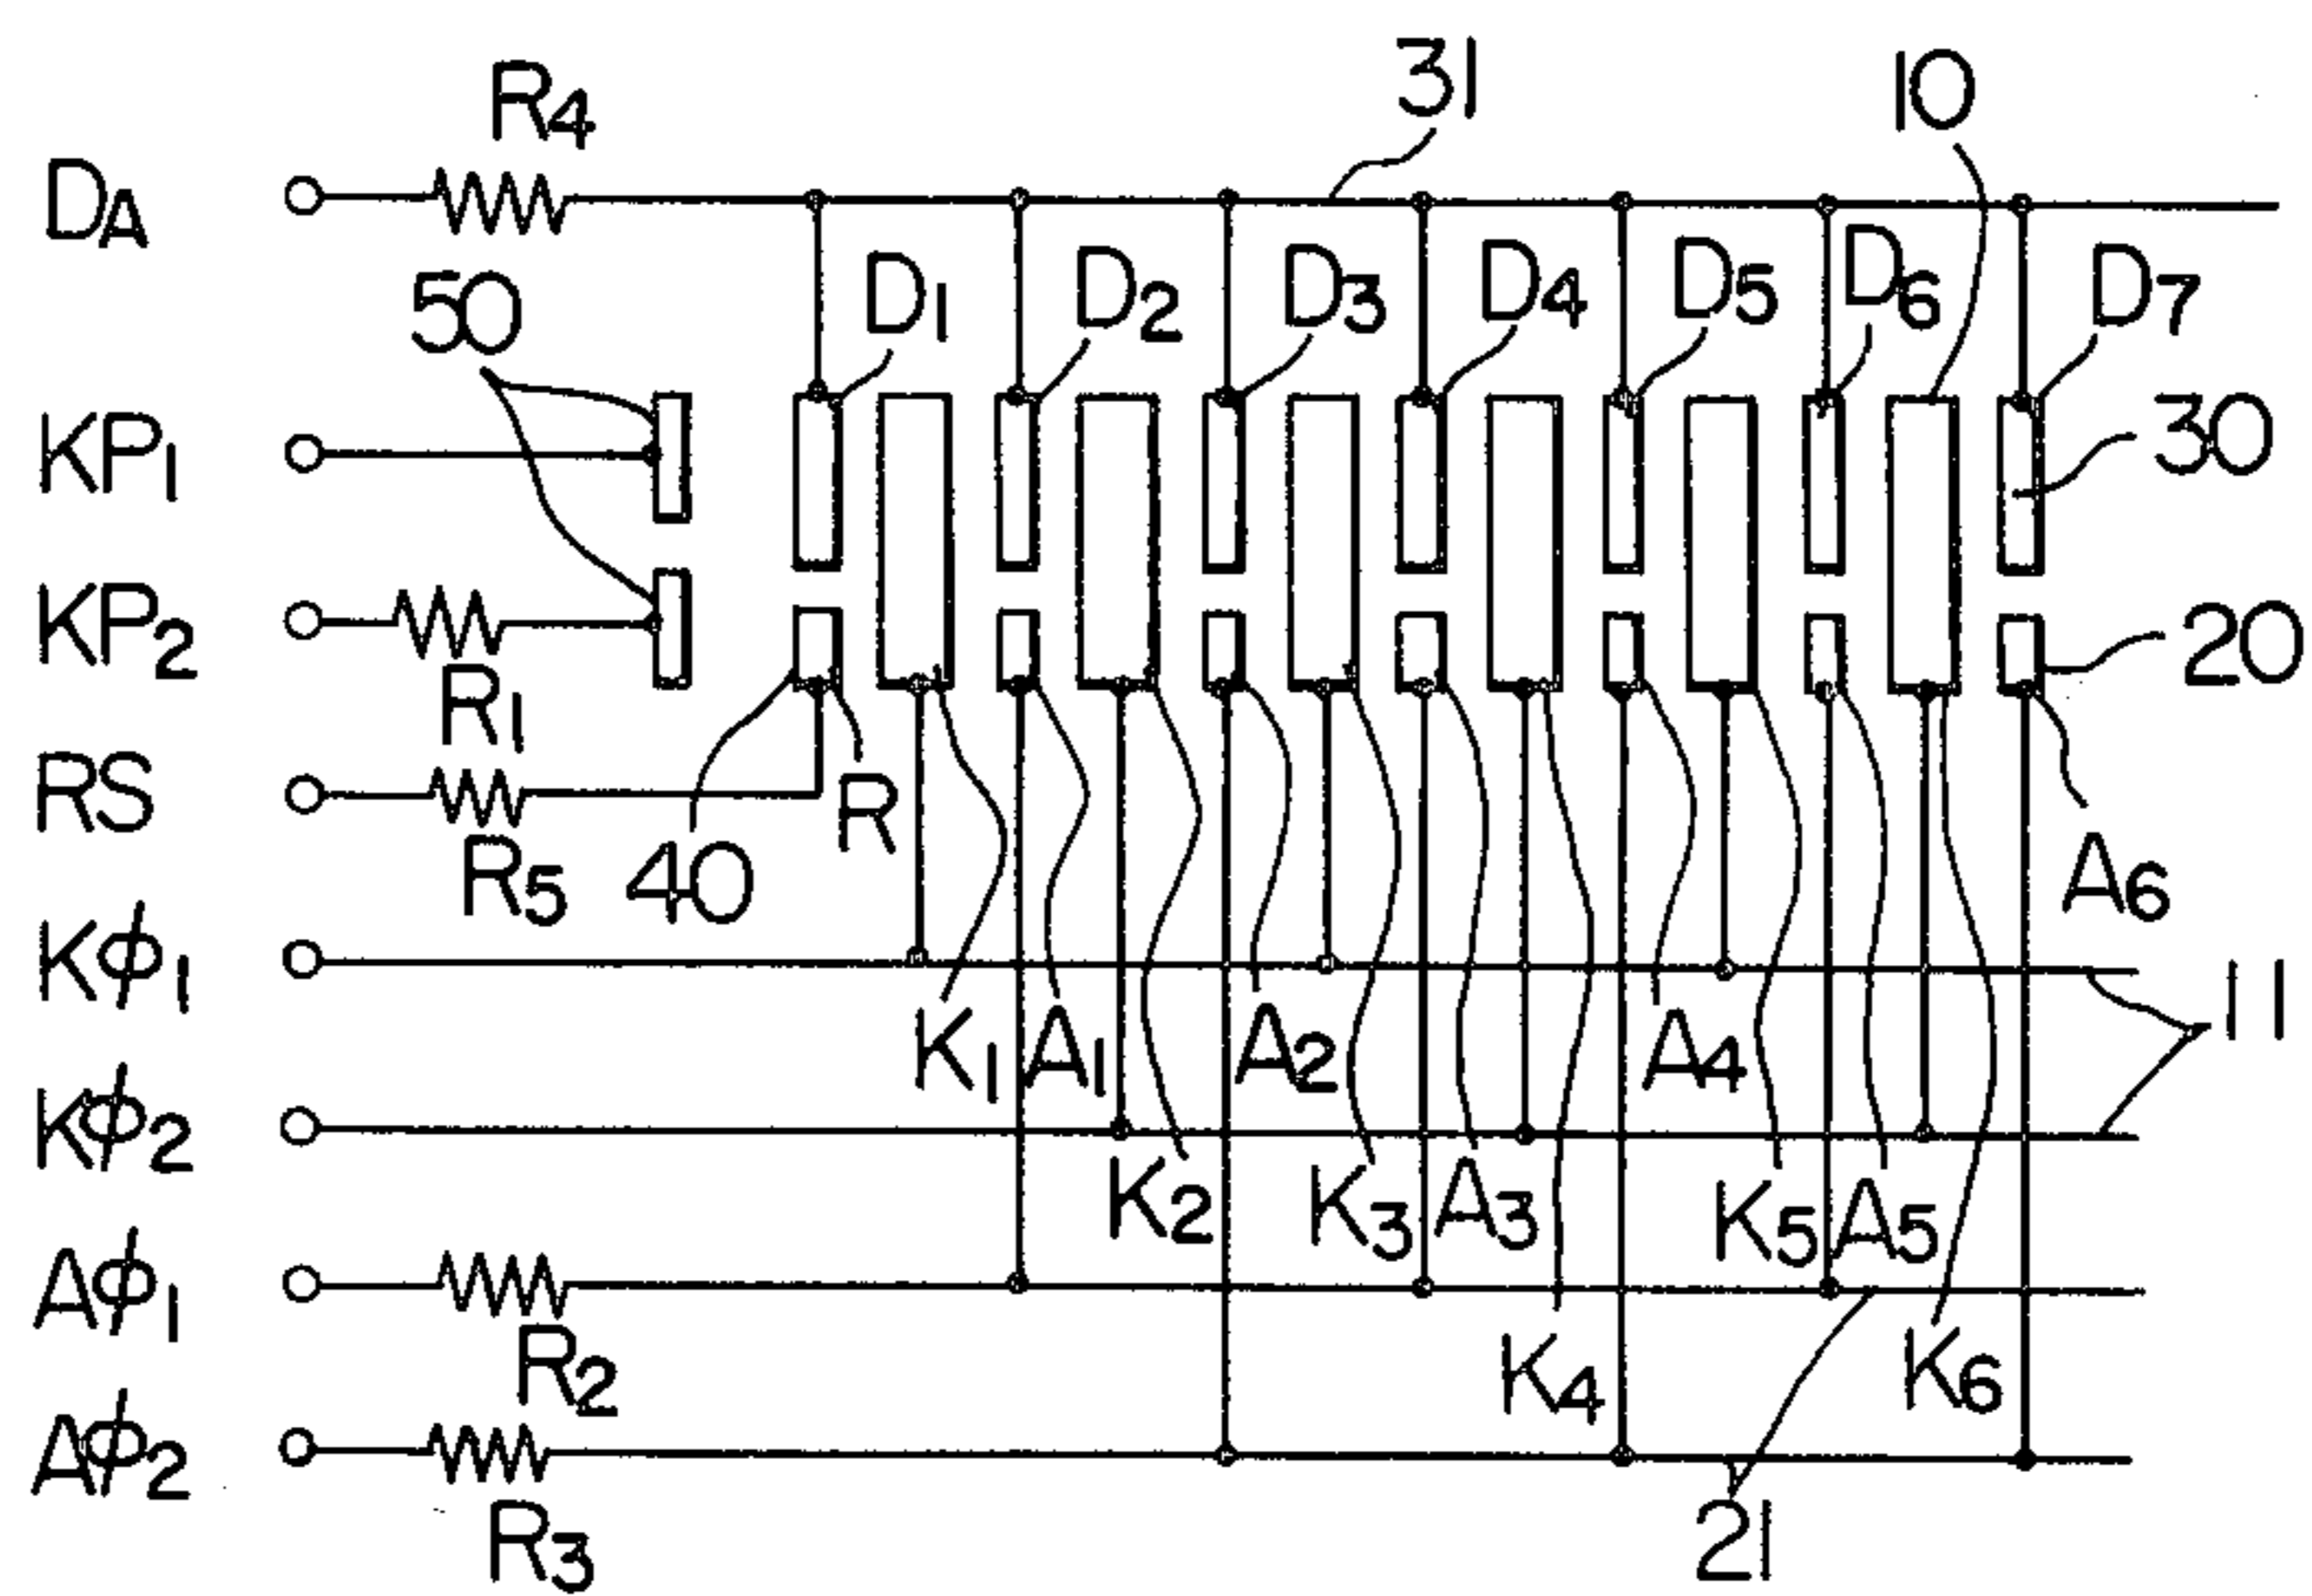 31
10
R4
DA
D1 D2 D3 D4 D5 D6 D7
50
KP1
30
KP2
20
R1
RS
R
R5
40
A6
Kϕ1
11
K1 A1 A2 A4
Kϕ2
K2 K3 A3 K5 A5
Aϕ1
R2
K4 K6
Aϕ2
R3
21